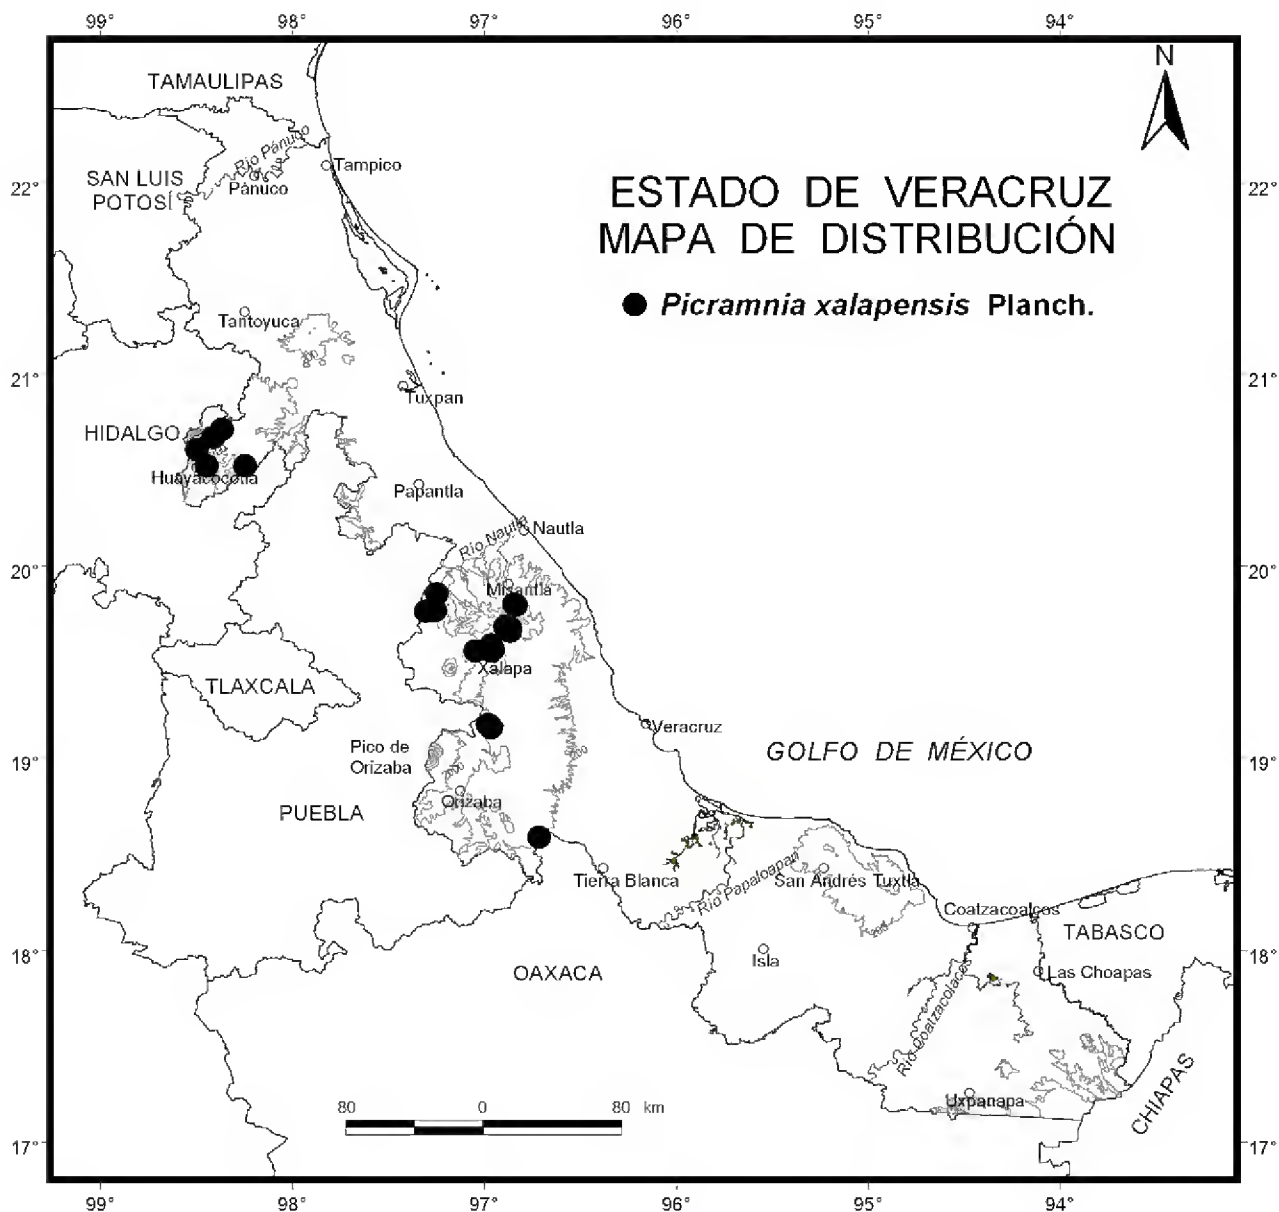 99° 98° 97° 96° 95° 94°
N
TAMAULIPAS
Río Pánuco
Tampico
SAN LUIS
POTOSÍ
Pánuco
22° 22°
ESTADO DE VERACRUZ
MAPA DE DISTRIBUCIÓN
Picramnia xalapensis Planch.
Tantoyuca
200
21° 21°
Tuxpan
HIDALGO
Huayacocotla
Papantla
Río Nautla
Nautla
20° 20°
Misantla
Xalapa
TLAXCALA
Veracruz
GOLFO DE MÉXICO
Pico de
Orizaba
19° 19°
Orizaba
PUEBLA
Tierra Blanca
Río Papaloapan
San Andrés Tuxtla
200
Coatzacoalcos
TABASCO
18° 18°
Isla
OAXACA
Las Choapas
Río Coatzacolacos
Uxpanapa
CHIAPAS
80 0 80 km
17° 17°
99° 98° 97° 96° 95° 94°